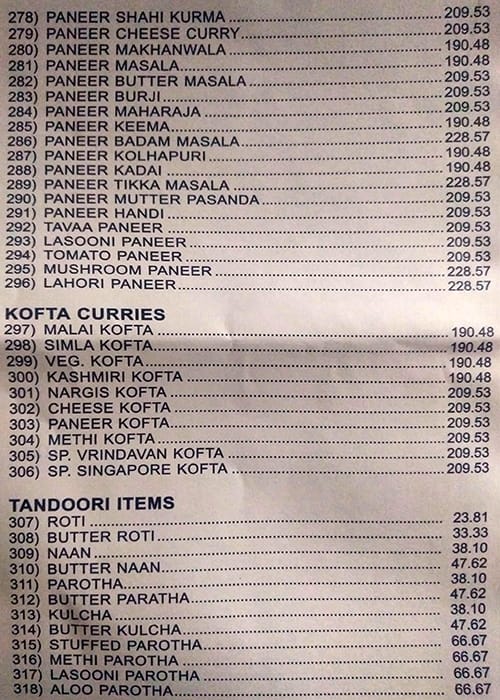 278) PANEER SHAHI KURMA 209.53
279) PANEER CHEESE CURRY 209.53
280) PANEER MAKHANWALA 190.48
281) PANEER MASALA 190.48
282) PANEER BUTTER MASALA 209.53
283) PANEER BURJI 209.53
284) PANEER MAHARAJA 209.53
285) PANEER KEEMA 190.48
286) PANEER BADAM MASALA 228.57
287) PANEER KOLHAPURI 190.48
288) PANEER KADAI 190.48
289) PANEER TIKKA MASALA 228.57
290) PANEER MUTTER PASANDA 209.53
291) PANEER HANDI 209.53
292) TAVAA PANEER 209.53
293) LASOONI PANEER 209.53
294) TOMATO PANEER 209.53
295) MUSHROOM PANEER 228.57
296) LAHORI PANEER 228.57
KOFTA CURRIES
297) MALAI KOFTA 190.48
298) SIMLA KOFTA 190.48
299) VEG. KOFTA 190.48
300) KASHMIRI KOFTA 190.48
301) NARGIS KOFTA 209.53
302) CHEESE KOFTA 209.53
303) PANEER KOFTA 209.53
304) METHI KOFTA 209.53
305) SP. VRINDAVAN KOFTA 209.53
306) SP. SINGAPORE KOFTA 209.53
TANDOORI ITEMS
307) ROTI 23.81
308) BUTTER ROTI 33.33
309) NAAN 38.10
310) BUTTER NAAN 47.62
311) PAROTHA 38.10
312) BUTTER PARATHA 47.62
313) KULCHA 38.10
314) BUTTER KULCHA 47.62
315) STUFFED PAROTHA 66.67
316) METHI PAROTHA 66.67
317) LASOONI PAROTHA 66.67
318) ALOO PAROTHA 66.67